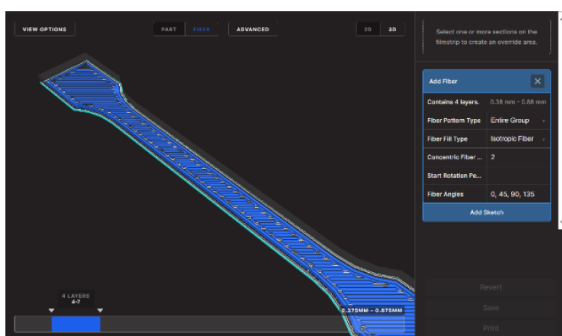 VIEW OPTIONS
PART
FIBER
ADVANCED
2D
3D
Select one or more sections on the
filmstrip to create an override area.
Add Fiber
Contains 4 layers.
0.38 mm - 0.88 mm
Fiber Pattern Type
Entire Group
Fiber Fill Type
Isotropic Fiber
Concentric Fiber ...
2
Start Rotation Pe...
Fiber Angles
0, 45, 90, 135
Add Sketch
4 LAYERS
4-7
0.375MM - 0.875MM
Revert
Save
Print